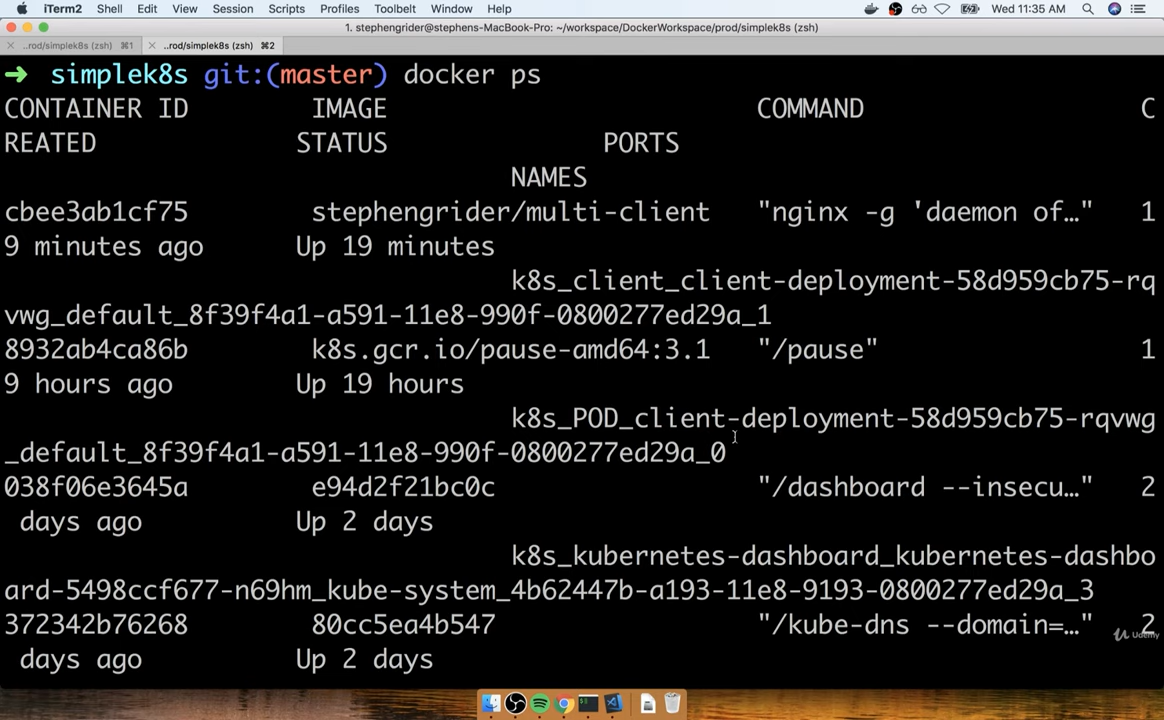 iTerm2 Shell Edit View Session Scripts Profiles Toolbelt Window Help Wed 11:35 AM
1. stephengrider@stephens-MacBook-Pro: ~/workspace/DockerWorkspace/prod/simplek8s (zsh)
..rod/simplek8s (zsh) ⌘1 ..rod/simplek8s (zsh) ⌘2
➜ simplek8s git:(master) docker ps
CONTAINER ID IMAGE COMMAND C
REATED STATUS PORTS
NAMES
cbee3ab1cf75 stephengrider/multi-client "nginx -g 'daemon of…" 1
9 minutes ago Up 19 minutes
k8s_client_client-deployment-58d959cb75-rq
vwg_default_8f39f4a1-a591-11e8-990f-0800277ed29a_1
8932ab4ca86b k8s.gcr.io/pause-amd64:3.1 "/pause" 1
9 hours ago Up 19 hours
k8s_POD_client-deployment-58d959cb75-rqvwg
_default_8f39f4a1-a591-11e8-990f-0800277ed29a_0
038f06e3645a e94d2f21bc0c "/dashboard --insecu…" 2
days ago Up 2 days
k8s_kubernetes-dashboard_kubernetes-dashbo
ard-5498ccf677-n69hm_kube-system_4b62447b-a193-11e8-9193-0800277ed29a_3
372342b76268 80cc5ea4b547 "/kube-dns --domain=…" 2
days ago Up 2 days
Udemy